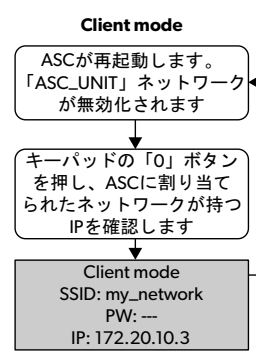 Client mode
ASCが再起動します。
「ASC_UNIT」ネットワーク
が無効化されます
キーパッドの「0」ボタン
を押し、ASCに割り当て
られたネットワークが持つ
IPを確認します
Client mode
SSID: my_network
PW: ---
IP: 172.20.10.3